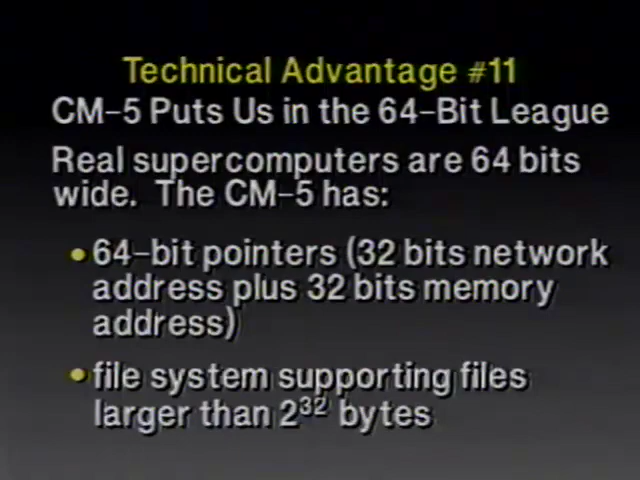 Technical Advantage #11
CM-5 Puts Us in the 64-Bit League
Real supercomputers are 64 bits
wide. The CM-5 has:
• 64-bit pointers (32 bits network
address plus 32 bits memory
address)
• file system supporting files
larger than 2³² bytes